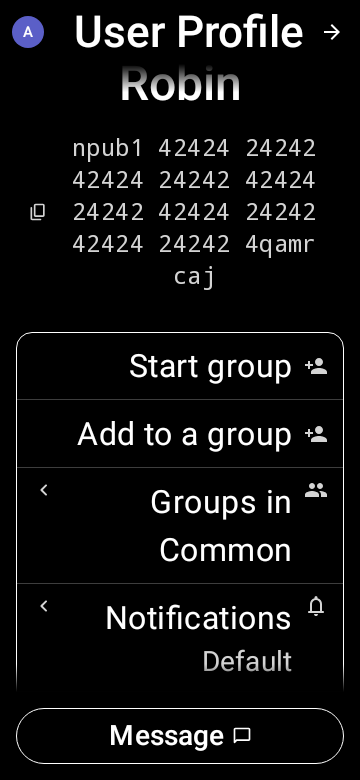 A
User Profile
Robin
npub1 42424 24242
42424 24242 42424
24242 42424 24242
42424 24242 4qamr
caj
Start group
Add to a group
Groups in
Common
Notifications
Default
Message